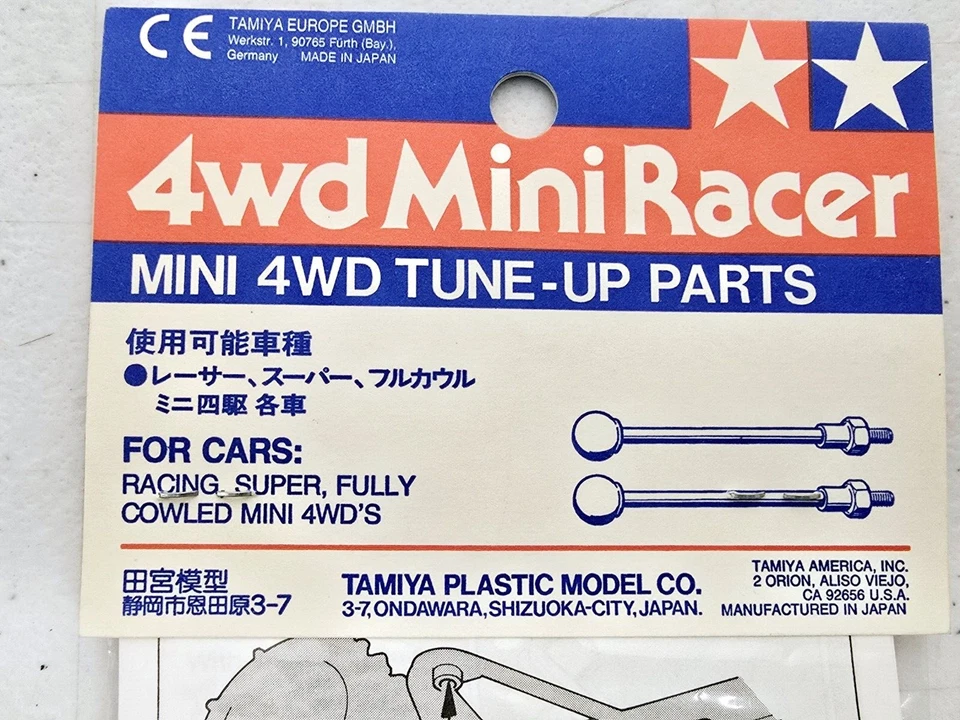 CE TAMIYA EUROPE GMBH
Werkstr. 1, 90765 Fürth (Bay.),
Germany MADE IN JAPAN
4wd Mini Racer
MINI 4WD TUNE-UP PARTS
使用可能車種
●レーサー、スーパー、フルカウル
ミニ四駆 各車
FOR CARS:
RACING, SUPER, FULLY
COWLED MINI 4WD'S
田宮模型
静岡市恩田原3-7
TAMIYA PLASTIC MODEL CO.
3-7, ONDAWARA, SHIZUOKA-CITY, JAPAN.
TAMIYA AMERICA, INC.
2 ORION, ALISO VIEJO,
CA 92656 U.S.A.
MANUFACTURED IN JAPAN